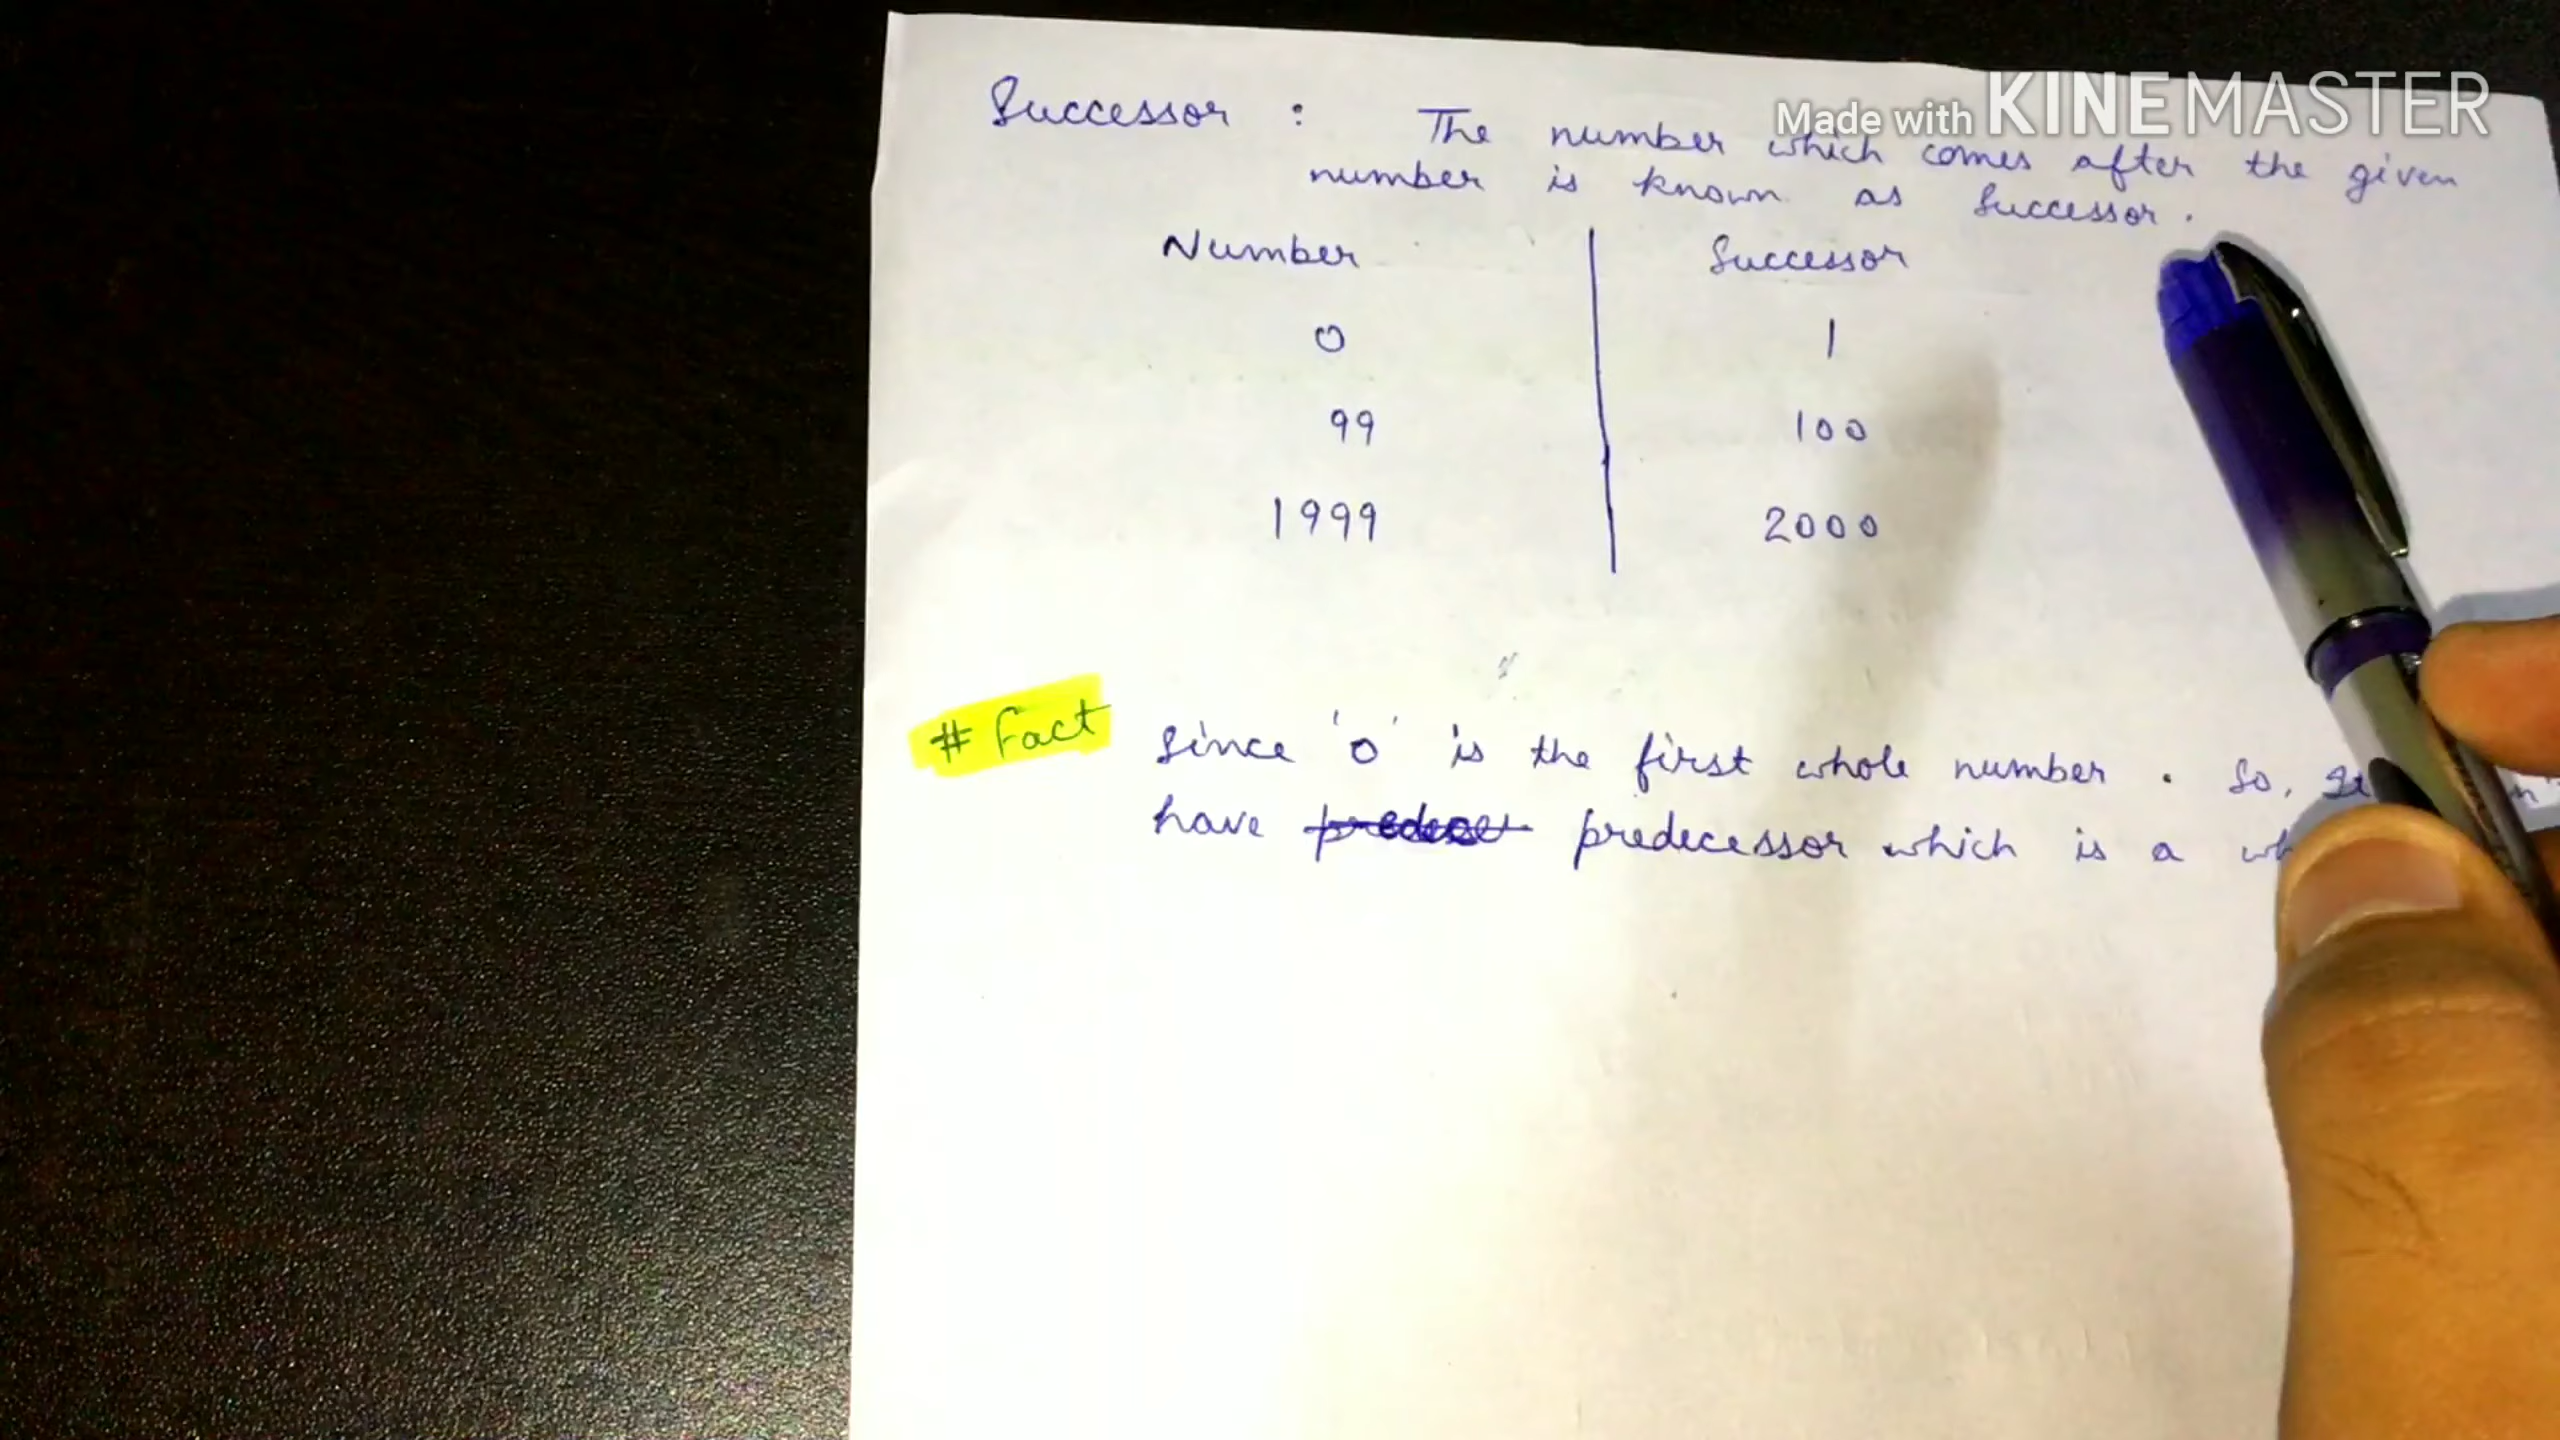 Made with KINEMASTER
Successor : The number which comes after the given
number is known as Successor.
Number Successor
0 1
99 100
1999 2000
# Fact Since '0' is the first whole number. So,
have predecessor which is a